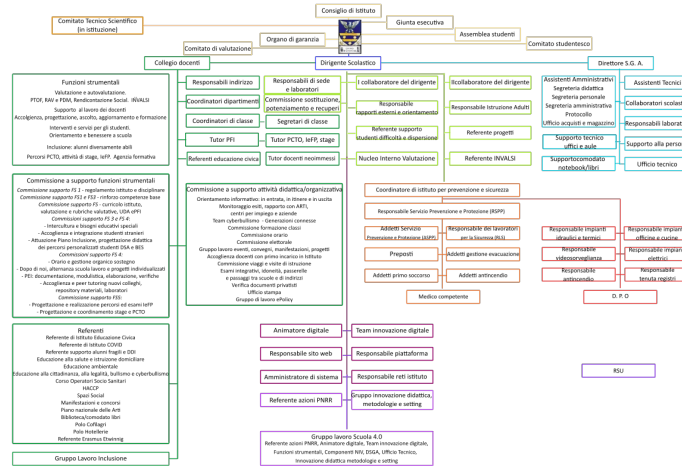 Consiglio di istituto
Comitato Tecnico Scientifico
(in istituzione)
Giunta esecutiva
Assemblea studenti
Organo di garanzia
Comitato di valutazione
Comitato studentesco
Collegio docenti
Dirigente Scolastico
Direttore S.G. A.
Funzioni strumentali
Valutazione e autovalutazione.
PTOF, RAV e PDM, Rendicontazione Social. INVALSI
Supporto al lavoro dei docenti
Accolgienza, progettazione, ascolto, aggiornamento e formazione
Interventi e servizi per gli studenti.
Orientamento e benessere a scuola
Inclusione: alunni diversamente abili
Percorsi PCTO, attività di stage, IeFP. Agenzia formativa
Responsabili indirizzo
Coordinatori dipartimenti
Coordinatori di classe
Tutor PFI
Referenti educazione civica
Responsabili di sede
e laboratori
Commissione sostituzione,
potenziamento e recuperi
Segretari di classe
Tutor PCTO, IeFP, stage
Tutor docenti neoimmessi
I collaboratore del dirigente
Responsabile
rapporti esterni e orientamento
Referente supporto
studenti difficoltà e dispersione
Nucleo Interno Valutazione
IIcollaboratore del dirigente
Responsabile Istruzione Adulti
Referente progetti
Referente INVALSI
Assistenti Amministrativi
Segreteria didattica
Segreteria personale
Segreteria amministrativa
Protocollo
Ufficio acquisti e magazzino
Supporto tecnico
uffici e aule
Supportocomodato
notebook/libri
Assistenti Tecnici
Collaboratori scolast
Responsabili laborat
Supporto alla perso
Ufficio tecnico
Commissione a supporto funzioni strumentali
Commissione supporto FS 1 - regolamento istituto e disciplinare
Commissione supporto FS1 e FS3 - rinforzo competenze base
Commissione supporto FS - curricolo istituto,
valutazione e rubriche valutative, UDA ePFI
Commissioni supporto FS 3 e FS 4:
- Intercultura e bisogni educativi speciali
- Accoglienza e integrazione studenti stranieri
- Attuazione Piano Inclusione, progettazione didattica
dei percorsi personalizzati studenti DSA e BES
Commissione supporto FS 4:
- Orario e gestione organico sostegno
- Dopo di noi, alternanza scuola lavoro e progetti individualizzati
- PEI: documentazione, modulistica, elaborazione, verifiche
- Accoglienza e peer tutoring nuovi colleghi,
repository materiali, laboratori
Commissione supporto FS5:
- Progettazione e realizzazione percorsi ed esami IeFP
- Progettazione e coordinamento stage e PCTO
Commissione a supporto attività didattica/organizzativa
Orientamento informativo: in entrata, in itinere e in uscita
Monitoraggio esiti, rapporto con ARTI,
centri per impiego e aziende
Team cyberbullismo - Generazioni connesse
Commissione formazione classi
Commissione orario
Commissione elettorale
Gruppo lavoro eventi, convegni, manifestazioni, progetti
Accoglienza docenti con primo incarico in Istituto
Commissione viaggi e visite di istruzione
Esami integrativi, idoneità, passerelle
e passaggi tra scuole e di indirizzi
Verifica documenti privatisti
Ufficio stampa
Gruppo di lavoro ePolicy
Coordinatore di istituto per prevenzione e sicurezza
Responsabile Servizio Prevenzione e Protezione (RSPP)
Addetti Servizio
Prevenzione e Protezione (ASPP)
Responsabile dei lavoratori
per la Sicurezza (RLS)
Preposti
Addetti gestione evacuazione
Addetti primo soccorso
Addetti antincendio
Medico competente
Responsabile impianti
idraulici e termici
Responsabile impian
officine e cucine
Responsabile
videosorveglianza
Responsabile impian
elettrici
Responsabile
antincendio
Responsabile
tenuta registri
D. P. O
Referenti
Referente di Istituto Educazione Civica
Referente di Istituto COVID
Referente supporto alunni fragili e DDI
Educazione alla salute e istruzione domiciliare
Educazione ambientale
Educazione alla cittadinanza, alla legalità, bullismo e cyberbullismo
Corso Operatori Socio Sanitari
HACCP
Spazi Social
Manifestazioni e concorsi
Piano nazionale delle Arti
Biblioteca/comodato libri
Polo Cofilagri
Polo Hotellerie
Referente Erasmus Etwinnig
Gruppo Lavoro Inclusione
Animatore digitale
Team innovazione digitale
Responsabile sito web
Responsabile piattaforma
Amministratore di sistema
Responsabile reti istituto
Referente azioni PNRR
Gruppo innovazione didattica,
metodologie e setting
Gruppo lavoro Scuola 4.0
Referente azioni PNRR, Animatore digitale, Team innovazione digitale,
Funzioni strumentali, Componenti NIV, DSGA, Ufficio Tecnico,
Innovazione didattica metodologie e setting
RSU